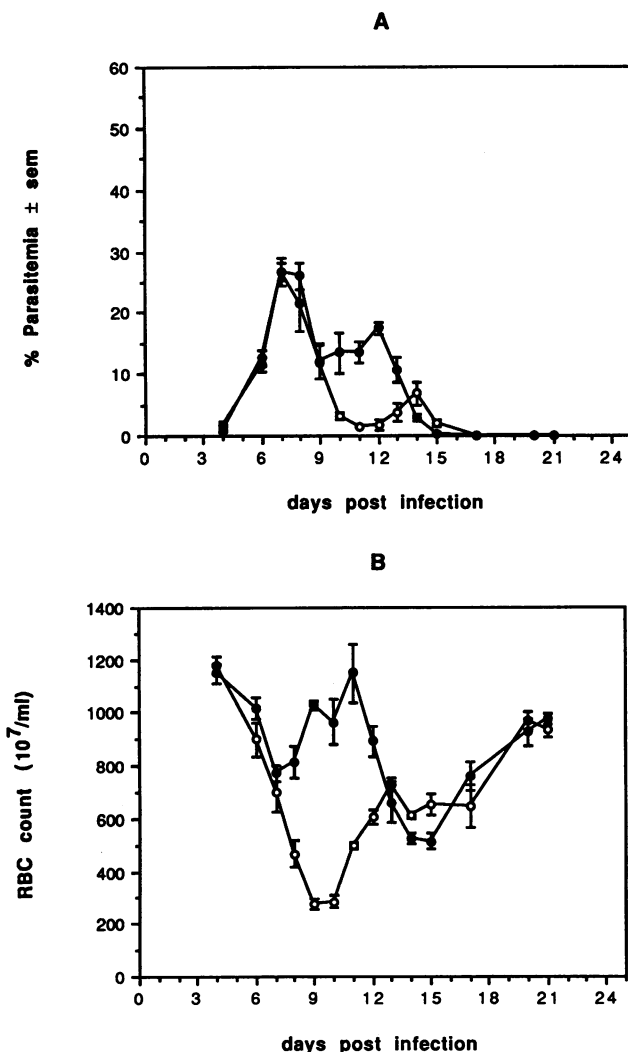 A
60
50
40
30
20
10
0
% Parasitemia ± sem
0 3 6 9 12 15 18 21 24
days post infection
B
1400
1200
1000
800
600
400
200
0
RBC count (10⁷/ml)
0 3 6 9 12 15 18 21 24
days post infection